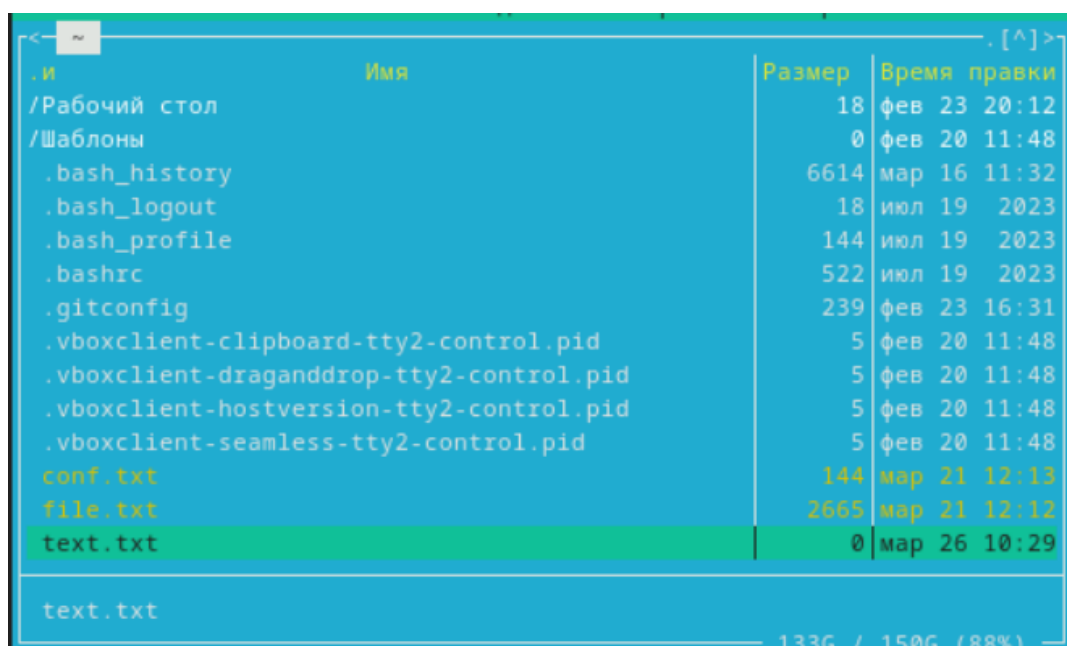 <─ ~ .[^]>
.и Имя Размер Время правки
/Рабочий стол 18 фев 23 20:12
/Шаблоны 0 фев 20 11:48
.bash_history 6614 мар 16 11:32
.bash_logout 18 июл 19 2023
.bash_profile 144 июл 19 2023
.bashrc 522 июл 19 2023
.gitconfig 239 фев 23 16:31
.vboxclient-clipboard-tty2-control.pid 5 фев 20 11:48
.vboxclient-draganddrop-tty2-control.pid 5 фев 20 11:48
.vboxclient-hostversion-tty2-control.pid 5 фев 20 11:48
.vboxclient-seamless-tty2-control.pid 5 фев 20 11:48
conf.txt 144 мар 21 12:13
file.txt 2665 мар 21 12:12
text.txt 0 мар 26 10:29
text.txt
133G / 150G (88%)